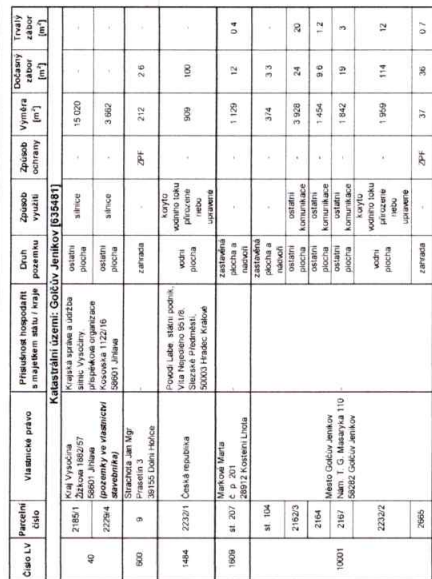 Číslo LV Parcelní číslo Vlastnické právo Příslušnost hospodařit s majetkem státu / kraje Druh pozemku Způsob využití Způsob ochrany Výměra [m²] Dočasný zábor [m²] Trvalý zábor [m²]
Katastrální území: Golčův Jeníkov [635481]
40
2185/1
Kraj Vysočina
Žižkova 1882/57
58601 Jihlava
(pozemky ve vlastnictví
stavebníka)
Krajská správa a údržba
silnic Vysočiny,
příspěvková organizace
Kosovská 1122/16
58601 Jihlava
ostatní
plocha
silnice
-
15 020
-
-
2229/4
ostatní
plocha
silnice
-
3 662
-
-
600
9
Strachota Jan Mgr
Prasetín 3
39155 Dolní Hořice
-
zahrada
-
ZPF
212
2.6
-
1484
2232/1
Česká republika
Povodí Labe, státní podnik,
Víta Nejedlého 951/8,
Slezské Předměstí,
50003 Hradec Králové
vodní
plocha
koryto
vodního toku
přirozené
nebo
upravené
-
909
100
-
1609
st. 207
Marková Marta
č. p. 201
28912 Kostelní Lhota
-
zastavěná
plocha a
nádvoří
-
-
1 129
12
0.4
10001
st. 104
Město Golčův Jeníkov
Nám. T. G. Masaryka 110
58282 Golčův Jeníkov
-
zastavěná
plocha a
nádvoří
-
-
374
3.3
-
2162/3
ostatní
plocha
ostatní
komunikace
-
3 928
24
20
2164
ostatní
plocha
ostatní
komunikace
-
1 454
9.6
1.2
2167
ostatní
plocha
ostatní
komunikace
-
1 842
19
3
2232/2
vodní
plocha
koryto
vodního toku
přirozené
nebo
upravené
-
1 959
114
12
2665
zahrada
-
ZPF
37
36
0.7